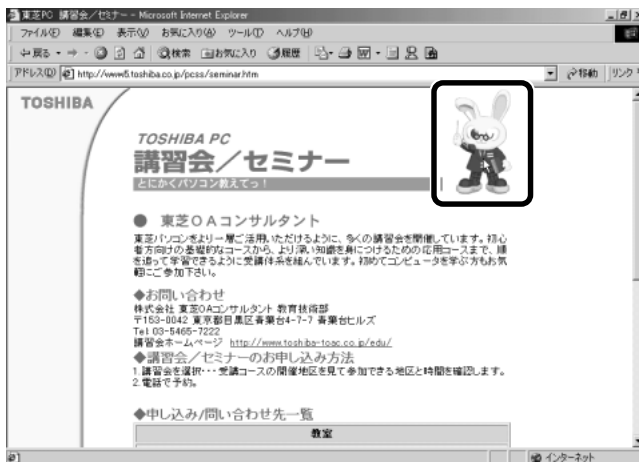 東芝PC 講習会／セミナー - Microsoft Internet Explorer
ファイル(F) 編集(E) 表示(V) お気に入り(A) ツール(T) ヘルプ(H)
戻る 検索 お気に入り 履歴
アドレス(D) http://www5.toshiba.co.jp/pcss/seminar.htm 移動 リンク
TOSHIBA
TOSHIBA PC
講習会／セミナー
とにかくパソコン教えてっ！
● 東芝ＯＡコンサルタント
東芝パソコンをより一層ご活用いただけるように、多くの講習会を開催しています。初心
者方向けの基礎的なコースから、より深い知識を身につけるための応用コースまで、順
を追って学習できるように受講体系を組んでいます。初めてコンピュータを学ぶ方もお気
軽にご参加下さい。
◆お問い合わせ
株式会社 東芝OAコンサルタント 教育技術部
〒153-0042 東京都目黒区青葉台4-7-7 青葉台ヒルズ
Tel 03-5465-7222
講習会ホームページ http://www.toshiba-toac.co.jp/edu/
◆講習会／セミナーのお申し込み方法
1.講習会を選択・・・受講コースの開催地区を見て参加できる地区と時間を確認します。
2.電話で予約。
◆申し込み/問い合わせ先一覧
教室
インターネット